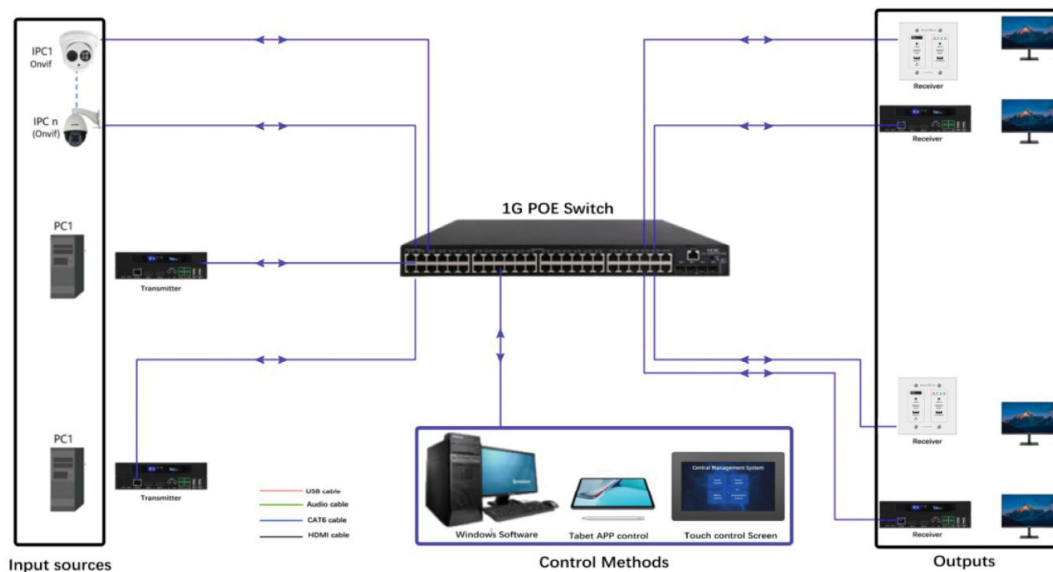 IPC1
Onvif
IPC n
(Onvif)
PC1
Transmitter
PC1
Transmitter
Input sources
1G POE Switch
USB cable
Audio cable
CAT6 cable
HDMI cable
Central Management System
Windows Software
Tabet APP control
Touch control Screen
Control Methods
Receiver
Receiver
Receiver
Receiver
Outputs